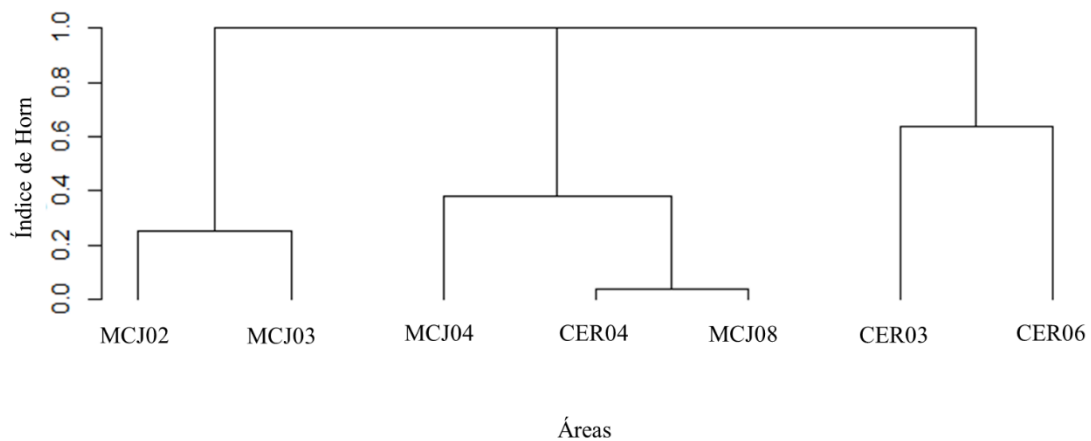 1.0
0.8
0.6
0.4
0.2
0.0
Índice de Horn
MCJ02 MCJ03 MCJ04 CER04 MCJ08 CER03 CER06
Áreas